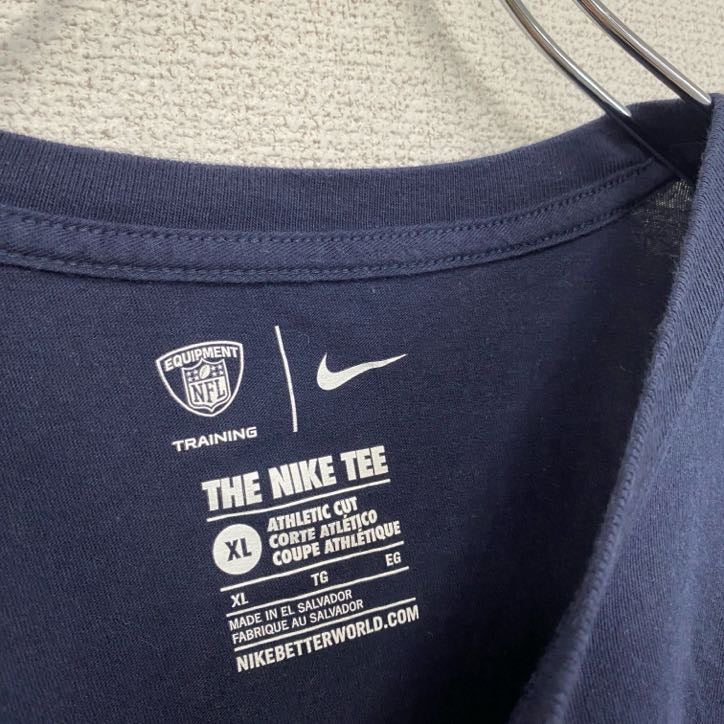 EQUIPMENT
NFL
TRAINING
THE NIKE TEE
XL
ATHLETIC CUT
CORTE ATLÉTICO
COUPE ATHLÉTIQUE
XL TG EG
MADE IN EL SALVADOR
FABRIQUE AU SALVADOR
NIKEBETTERWORLD.COM